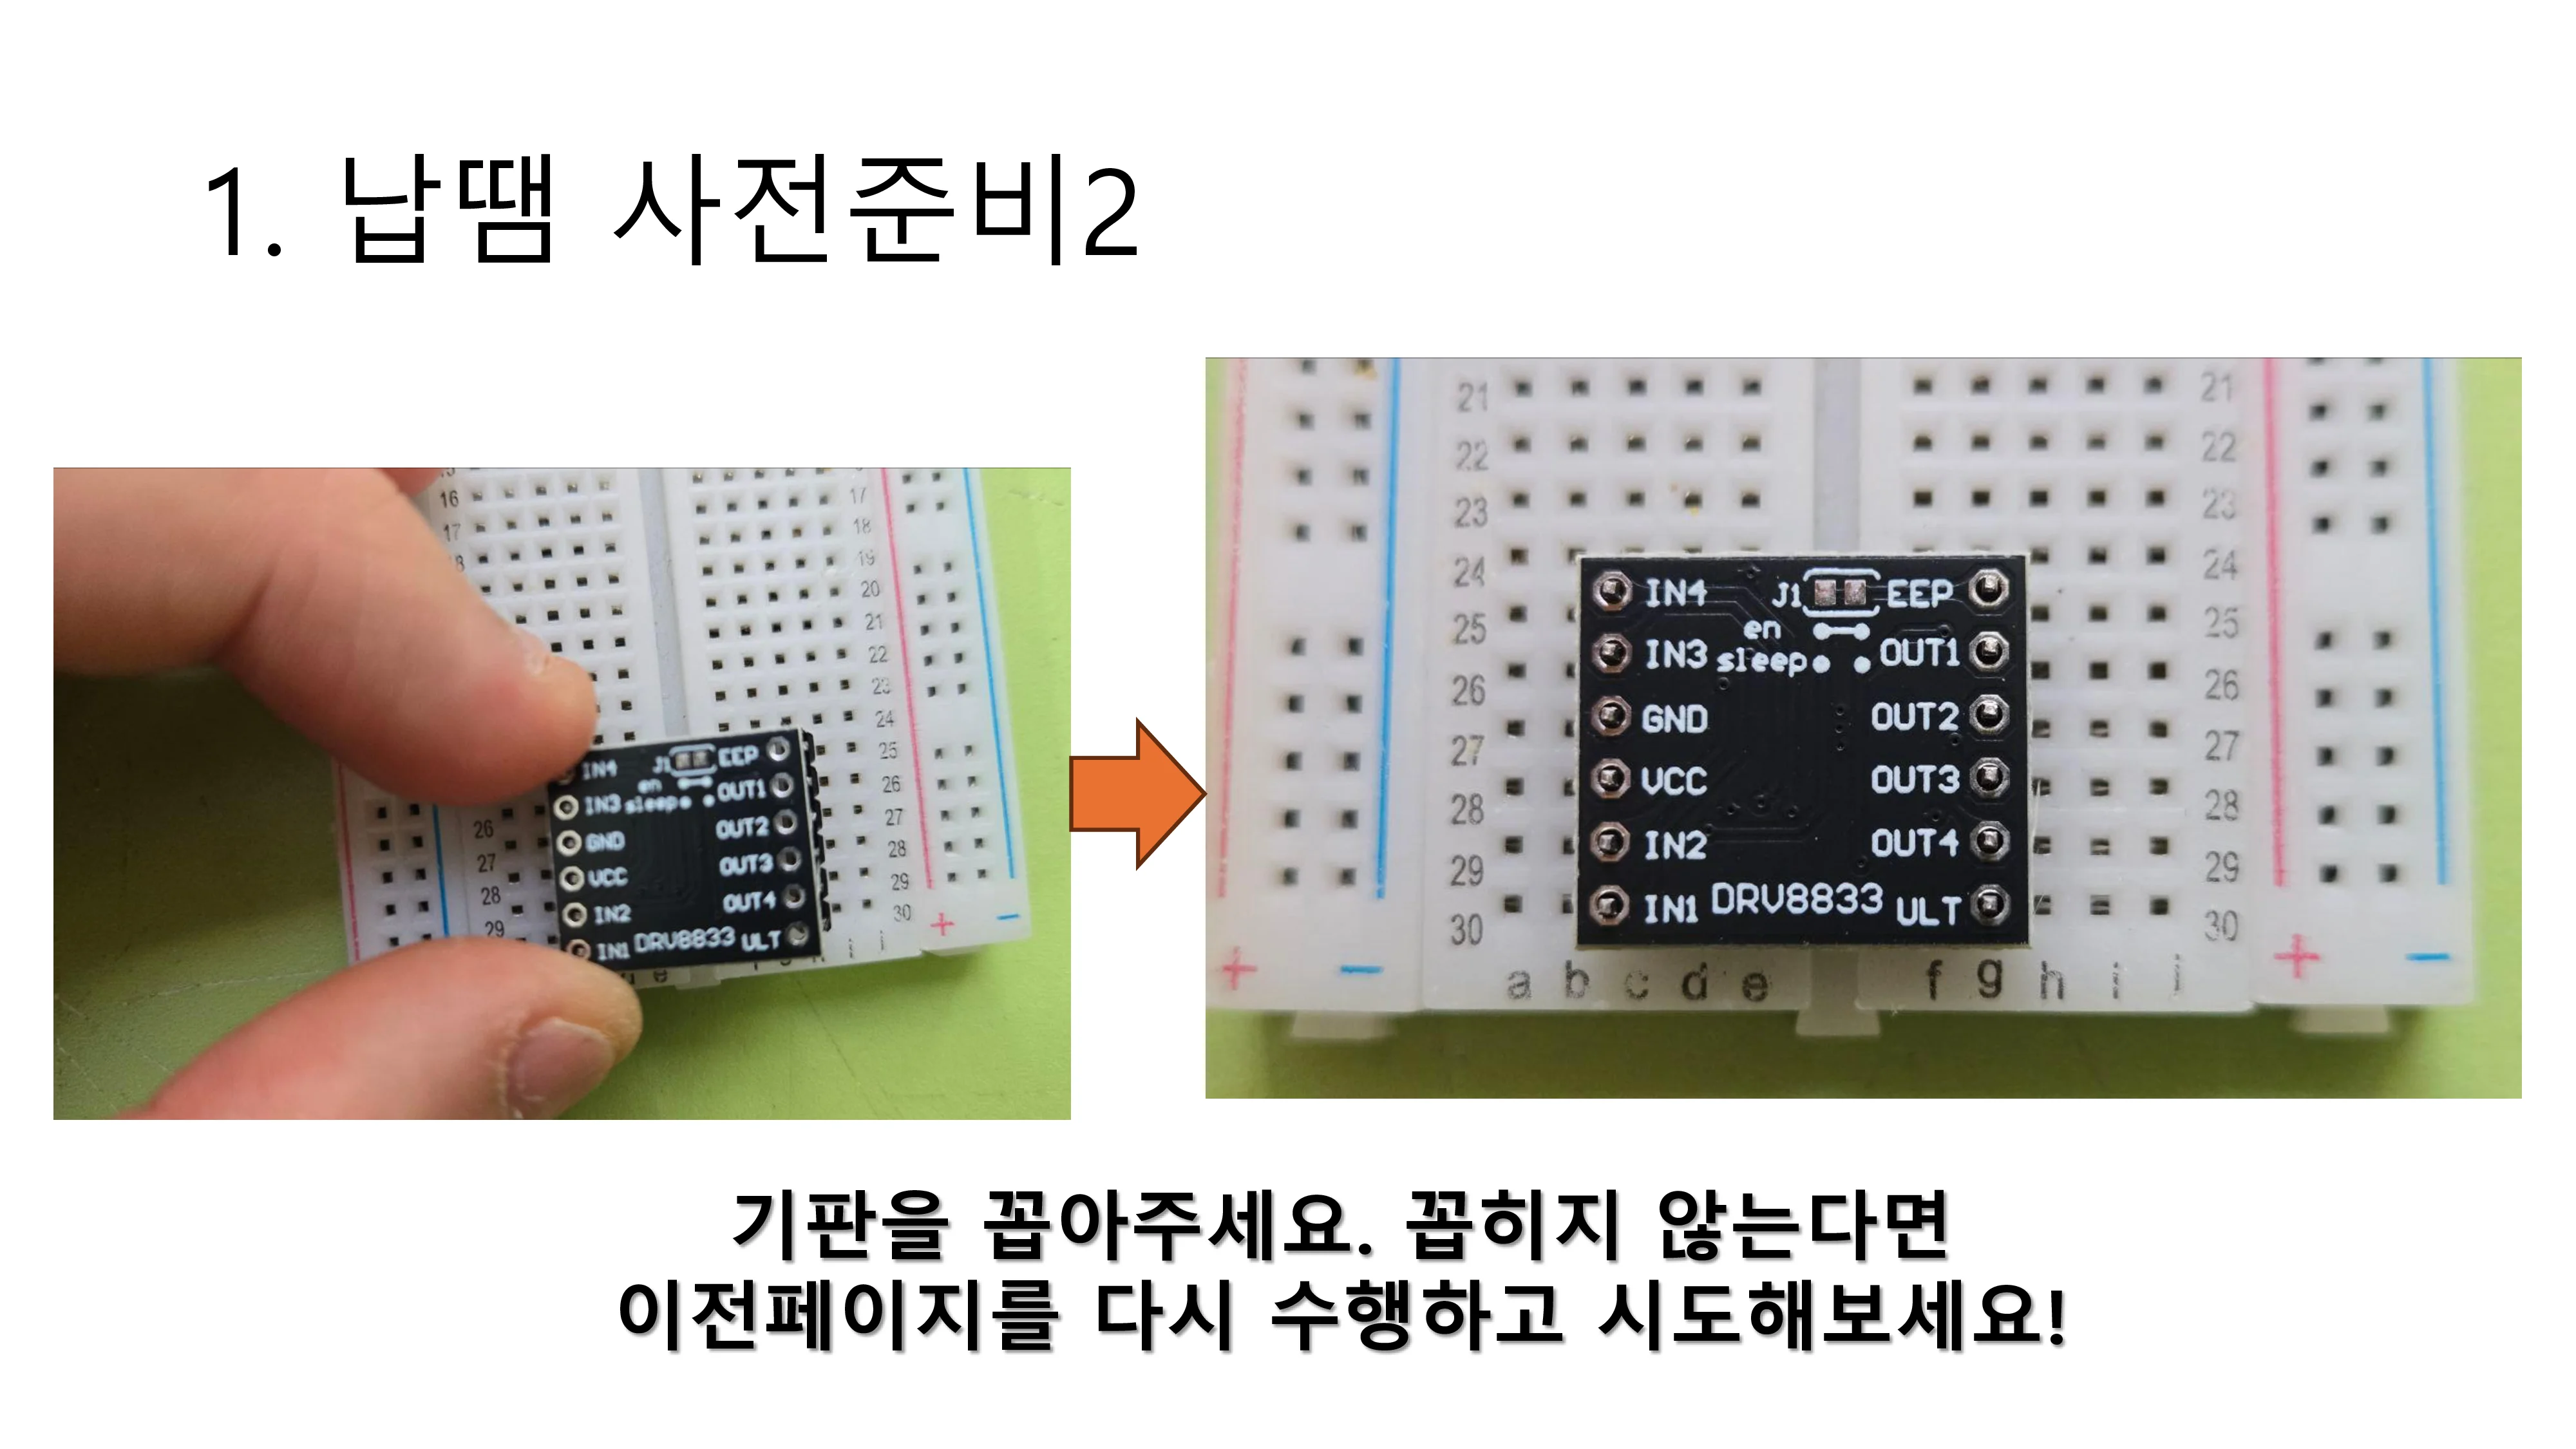 1. 납땜 사전준비2
16 17
17 18
8 19
20
21
22
23
24
25
26
27
28
29
30
26
27
28
29
IN4 J1 EEP
en
IN3 sleep OUT1
GND OUT2
VCC OUT3
IN2 OUT4
IN1 DRV8833 ULT
e
+ −
21 21
22 22
23 23
24 24
25 25
26 26
27 27
28 28
29 29
30 30
IN4 J1 EEP
en
IN3 sleep OUT1
GND OUT2
VCC OUT3
IN2 OUT4
IN1 DRV8833 ULT
+ − a b c d e f g h i + −
기판을 꼽아주세요. 꼽히지 않는다면
이전페이지를 다시 수행하고 시도해보세요!